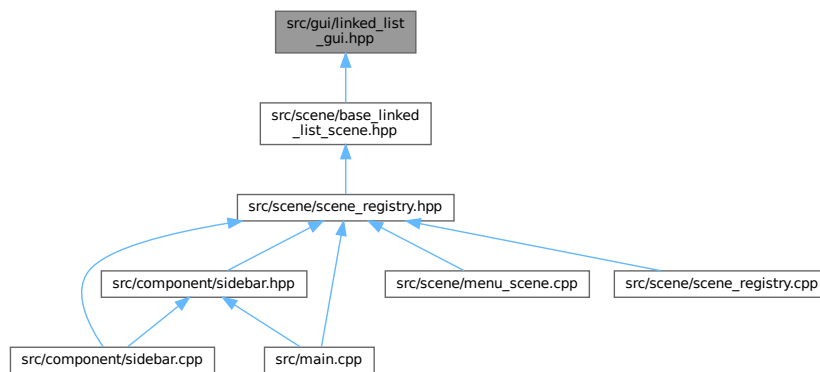 src/gui/linked_list
_gui.hpp
src/scene/base_linked
_list_scene.hpp
src/scene/scene_registry.hpp
src/component/sidebar.hpp
src/scene/menu_scene.cpp
src/scene/scene_registry.cpp
src/component/sidebar.cpp
src/main.cpp